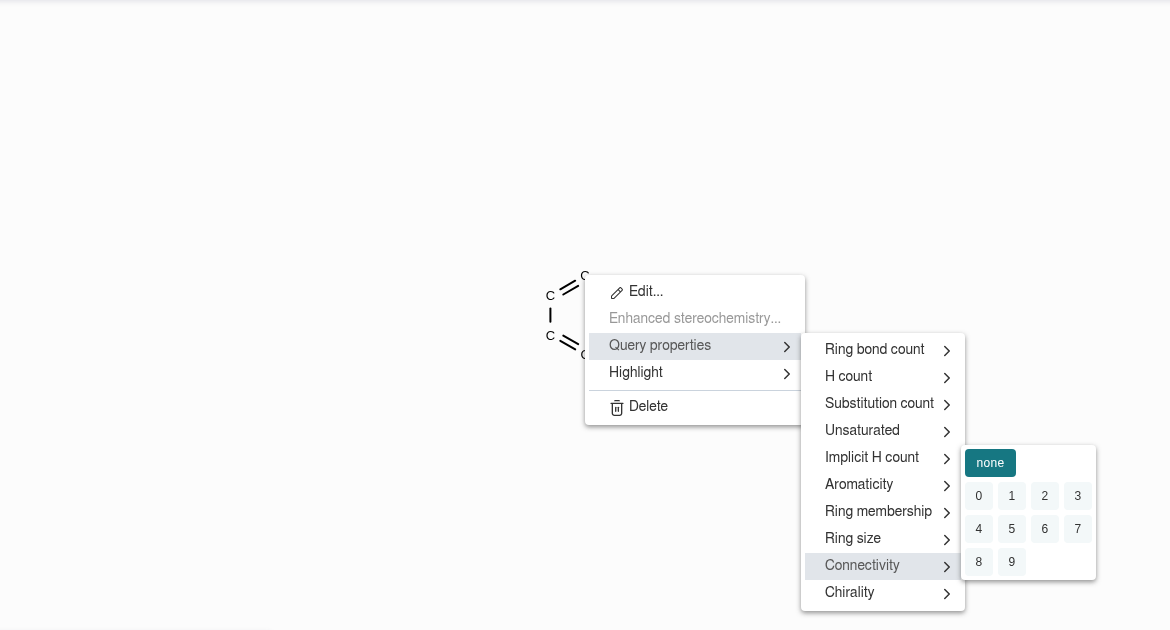 C
C
C
C
Edit...
Enhanced stereochemistry...
Query properties
Highlight
Delete
Ring bond count
H count
Substitution count
Unsaturated
Implicit H count
Aromaticity
Ring membership
Ring size
Connectivity
Chirality
none
0 1 2 3
4 5 6 7
8 9